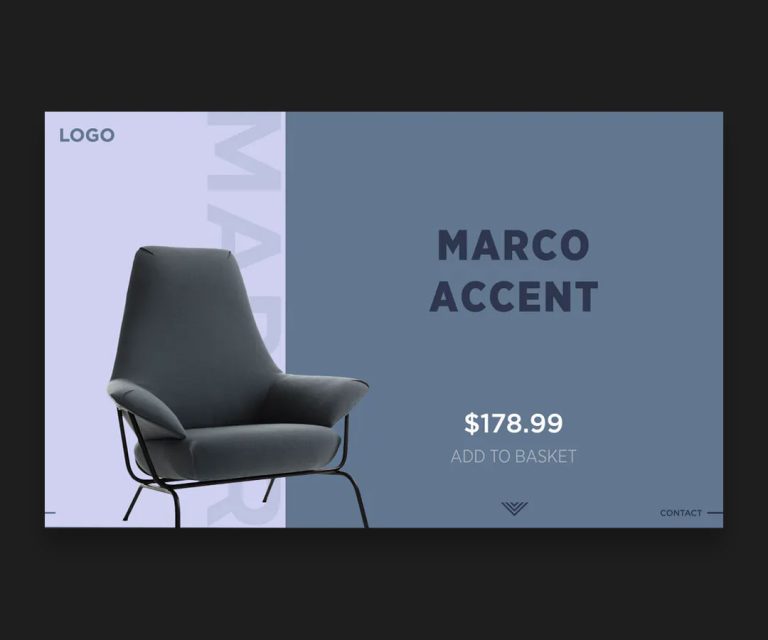 LOGO
MARCO
ACCENT
$178.99
ADD TO BASKET
CONTACT